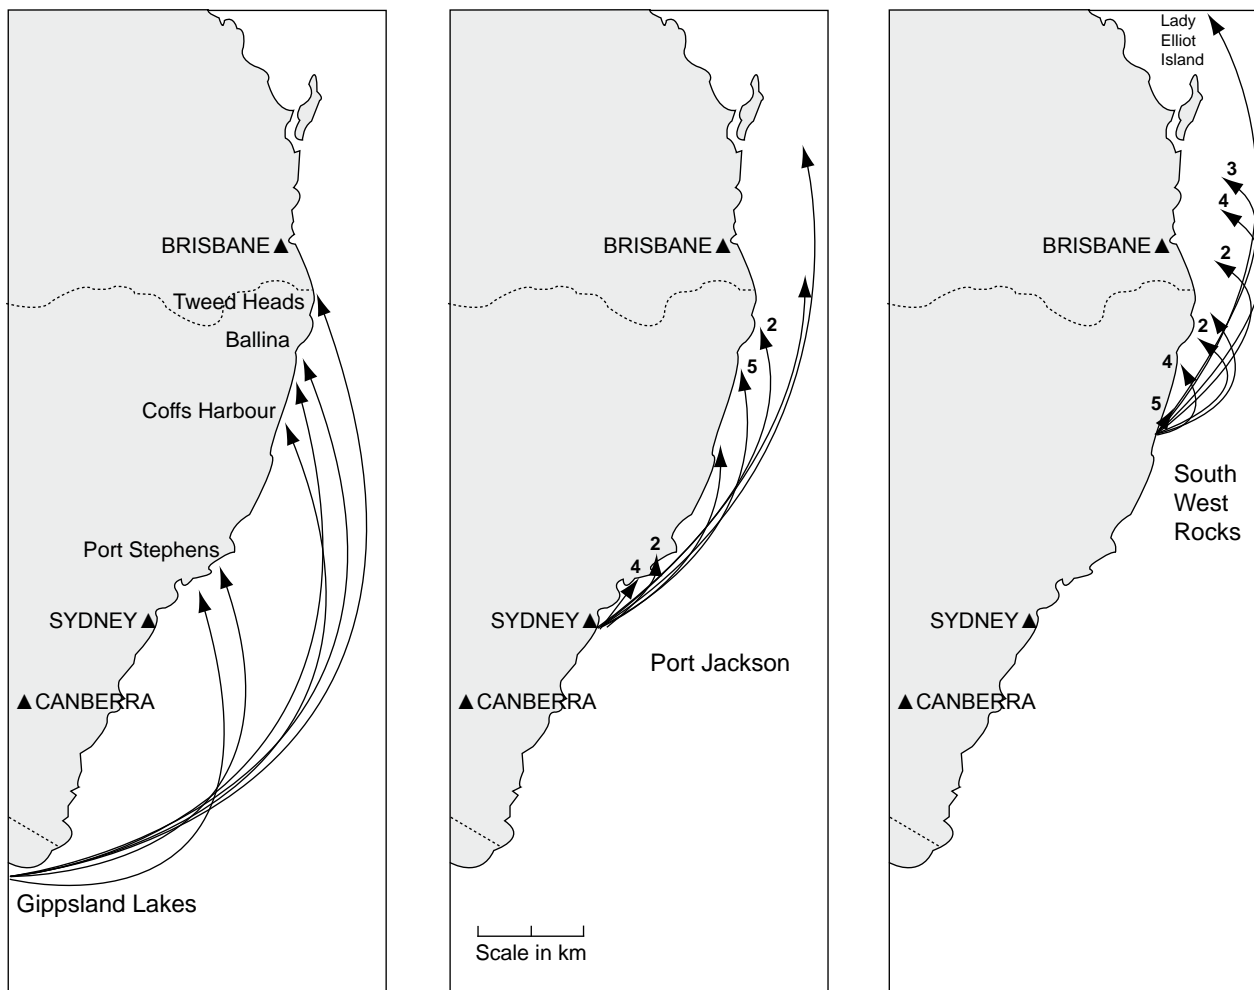 BRISBANE
Tweed Heads
Ballina
Coffs Harbour
Port Stephens
SYDNEY
CANBERRA
Gippsland Lakes
BRISBANE
2
5
2
4
SYDNEY
Port Jackson
CANBERRA
Scale in km
Lady
Elliot
Island
3
4
BRISBANE
2
2
4
5
South
West
Rocks
SYDNEY
CANBERRA